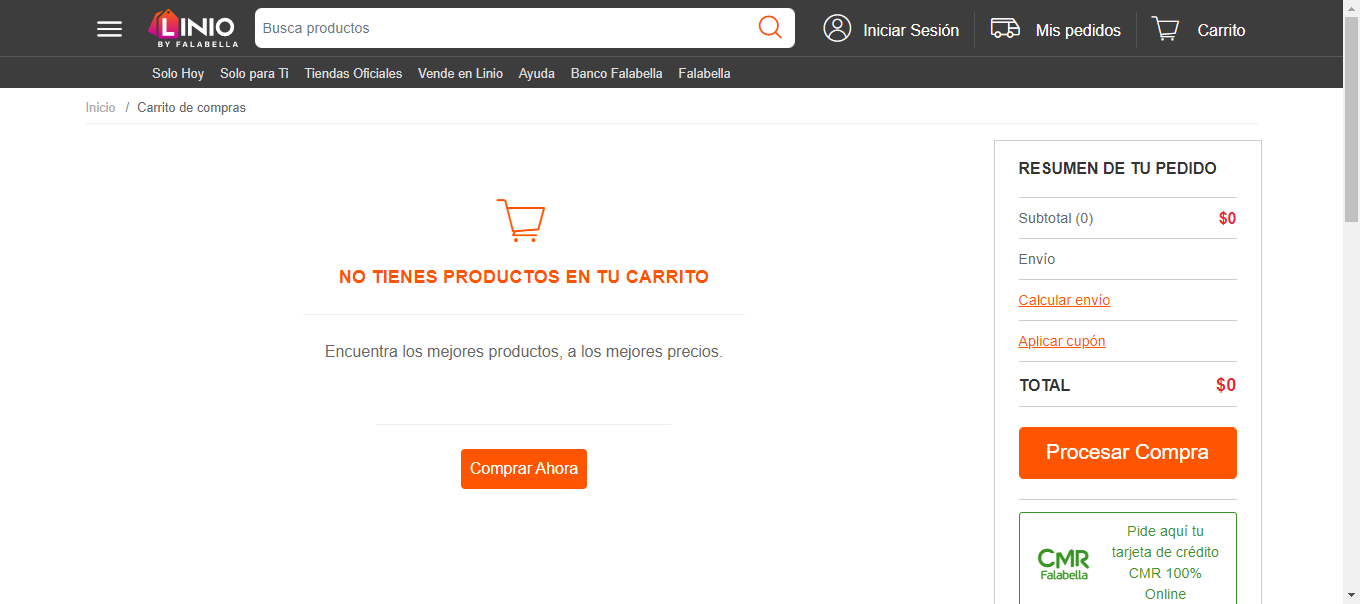 LINIO
BY FALABELLA
Busca productos
Iniciar Sesión
Mis pedidos
Carrito
Solo Hoy Solo para Ti Tiendas Oficiales Vende en Linio Ayuda Banco Falabella Falabella
Inicio / Carrito de compras
NO TIENES PRODUCTOS EN TU CARRITO
Encuentra los mejores productos, a los mejores precios.
Comprar Ahora
RESUMEN DE TU PEDIDO
Subtotal (0) $0
Envío
Calcular envío
Aplicar cupón
TOTAL $0
Procesar Compra
CMR
Falabella
Pide aquí tu
tarjeta de crédito
CMR 100%
Online